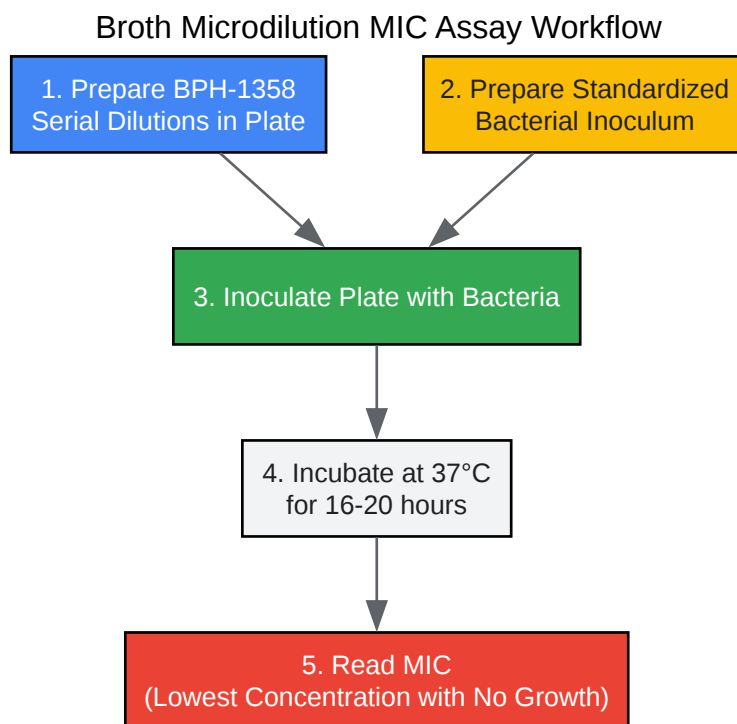 Broth Microdilution MIC Assay Workflow
1. Prepare BPH-1358
Serial Dilutions in Plate
2. Prepare Standardized
Bacterial Inoculum
3. Inoculate Plate with Bacteria
4. Incubate at 37°C
for 16-20 hours
5. Read MIC
(Lowest Concentration with No Growth)